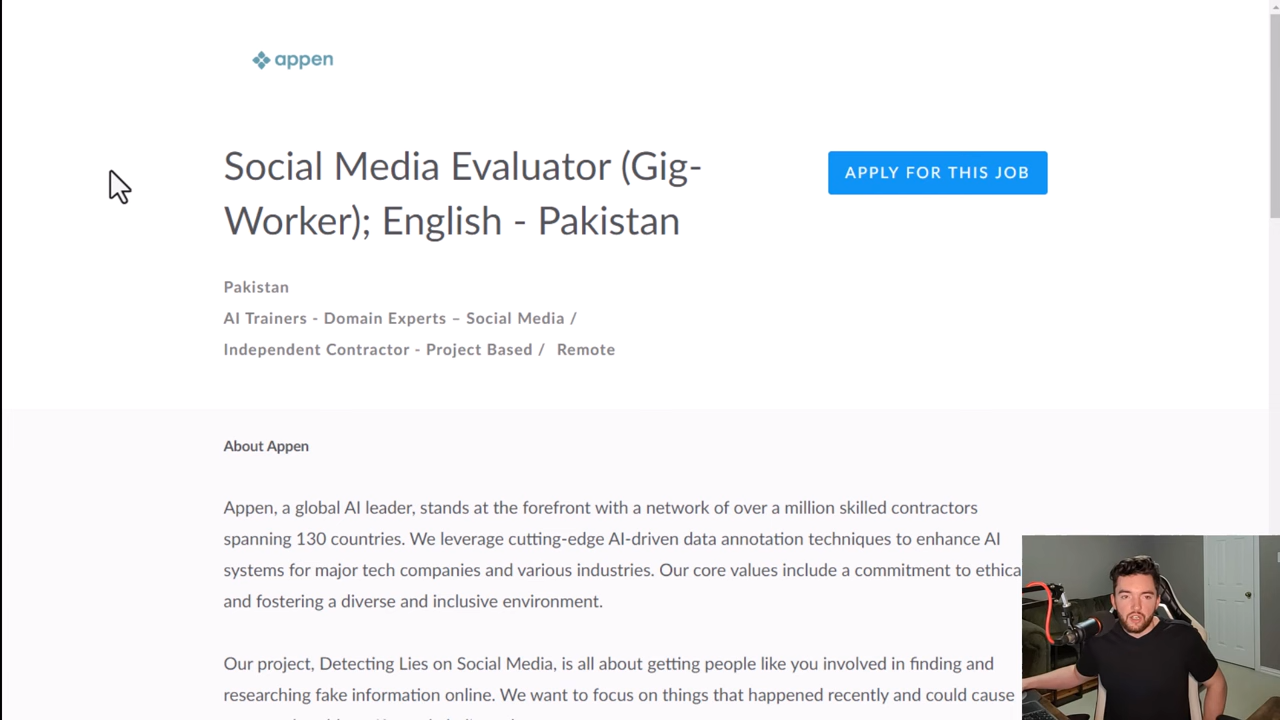 appen
Social Media Evaluator (Gig-
Worker); English - Pakistan
APPLY FOR THIS JOB
Pakistan
AI Trainers - Domain Experts – Social Media /
Independent Contractor - Project Based / Remote
About Appen
Appen, a global AI leader, stands at the forefront with a network of over a million skilled contractors
spanning 130 countries. We leverage cutting-edge AI-driven data annotation techniques to enhance AI
systems for major tech companies and various industries. Our core values include a commitment to ethica
and fostering a diverse and inclusive environment.
Our project, Detecting Lies on Social Media, is all about getting people like you involved in finding and
researching fake information online. We want to focus on things that happened recently and could cause